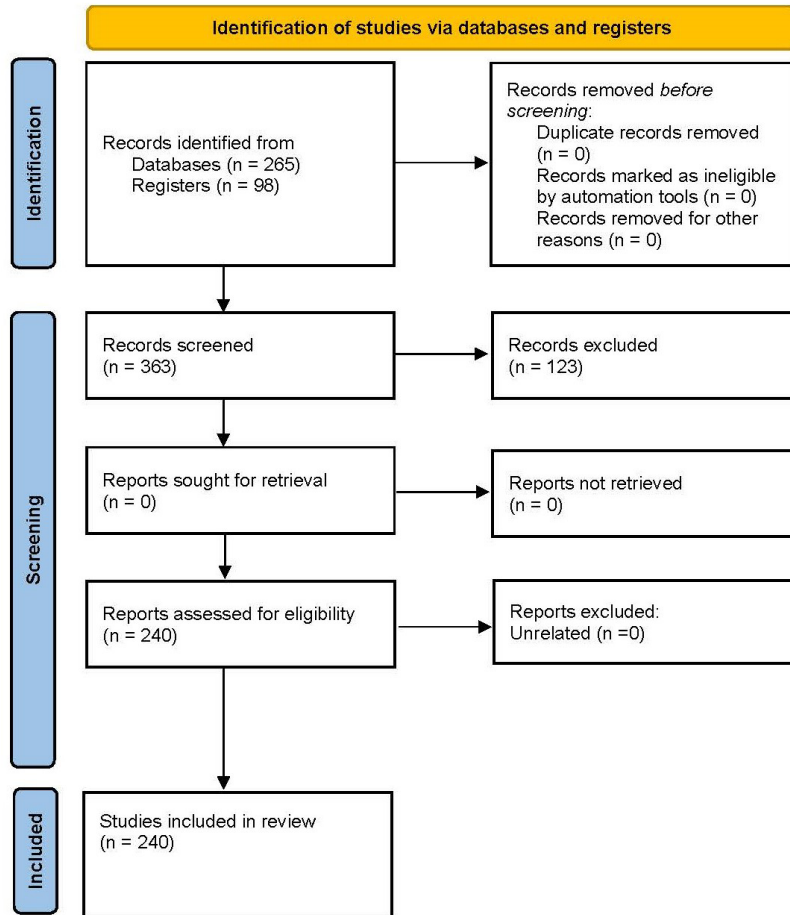 Identification of studies via databases and registers
Identification
Records identified from
Databases (n = 265)
Registers (n = 98)
Records removed before
screening:
Duplicate records removed
(n = 0)
Records marked as ineligible
by automation tools (n = 0)
Records removed for other
reasons (n = 0)
Screening
Records screened
(n = 363)
Records excluded
(n = 123)
Reports sought for retrieval
(n = 0)
Reports not retrieved
(n = 0)
Reports assessed for eligibility
(n = 240)
Reports excluded:
Unrelated (n =0)
Included
Studies included in review
(n = 240)